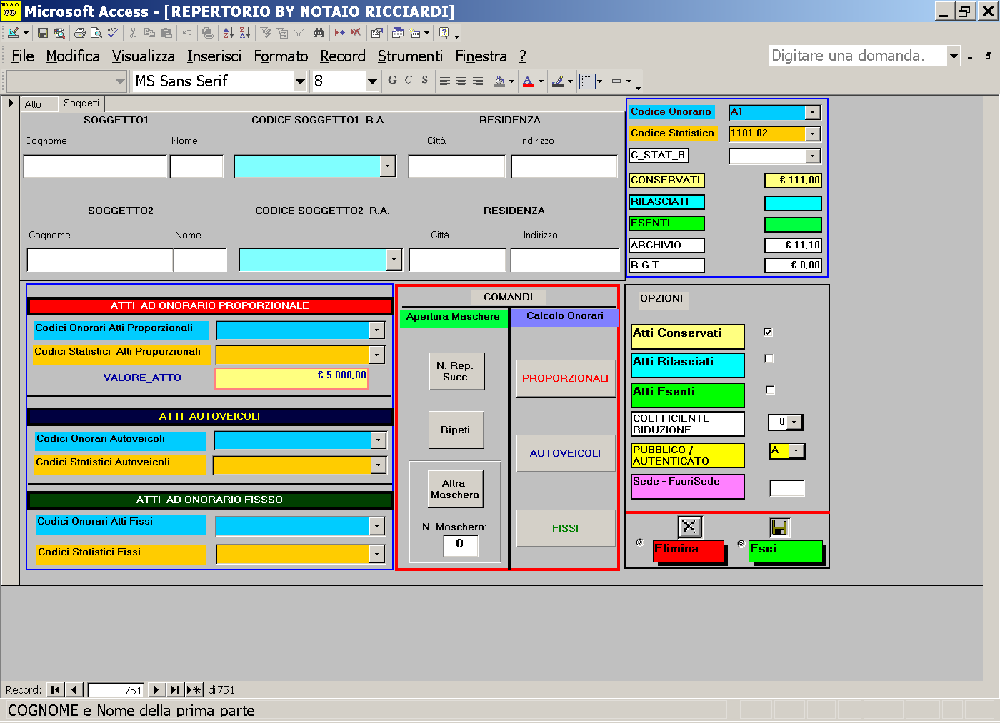 Microsoft Access - [REPERTORIO BY NOTAIO RICCIARDI]
File Modifica Visualizza Inserisci Formato Record Strumenti Finestra ?
Digitare una domanda.
MS Sans Serif 8 G C S
Atto Soggetti
SOGGETTO1 CODICE SOGGETTO1 R.A. RESIDENZA
Cognome Nome Città Indirizzo
SOGGETTO2 CODICE SOGGETTO2 R.A. RESIDENZA
Cognome Nome Città Indirizzo
Codice Onorario A1
Codice Statistico 1101.02
C_STAT_B
CONSERVATI € 111,00
RILASCIATI
ESENTI
ARCHIVIO € 11,10
R.G.T. € 0,00
ATTI AD ONORARIO PROPORZIONALE
Codici Onorari Atti Proporzionali
Codici Statistici Atti Proporzionali
VALORE_ATTO € 5.000,00
ATTI AUTOVEICOLI
Codici Onorari Autoveicoli
Codici Statistici Autoveicoli
ATTI AD ONORARIO FISSSO
Codici Onorari Atti Fissi
Codici Statistici Fissi
COMANDI
Apertura Maschere Calcolo Onorari
N. Rep.
Succ.
Ripeti
Altra
Maschera
N. Maschera:
0
PROPORZIONALI
AUTOVEICOLI
FISSI
OPZIONI
Atti Conservati
Atti Rilasciati
Atti Esenti
COEFFICIENTE
RIDUZIONE 0
PUBBLICO /
AUTENTICATO A
Sede - FuoriSede
Elimina Esci
Record: 751 di 751
COGNOME e Nome della prima parte